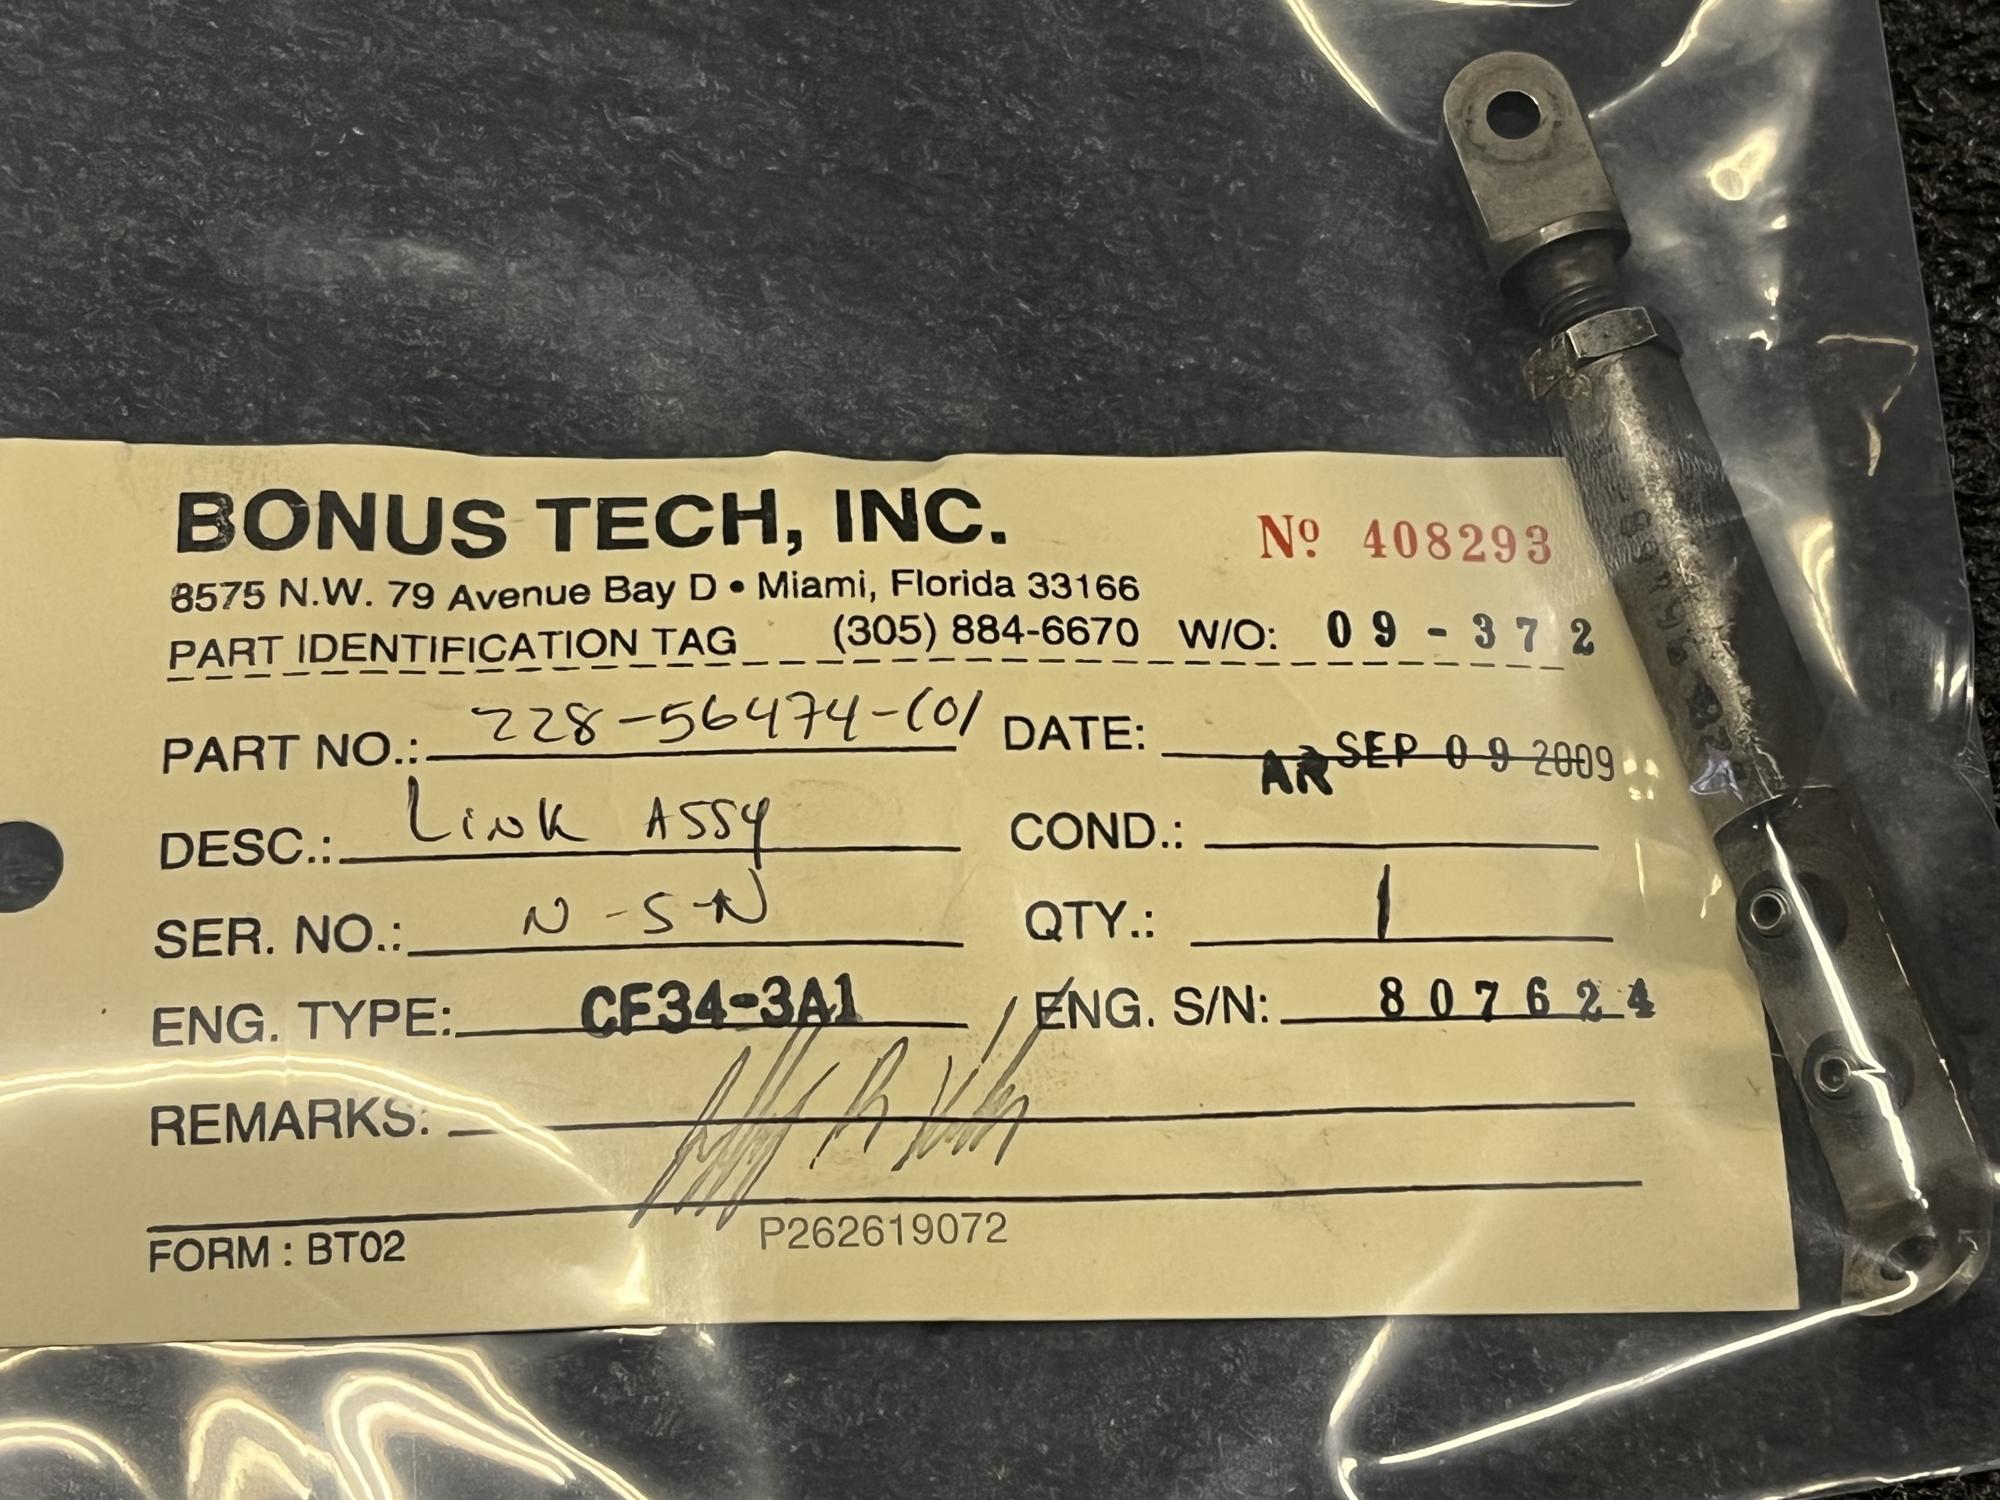 BONUS TECH, INC.
Nº 408293
8575 N.W. 79 Avenue Bay D • Miami, Florida 33166
PART IDENTIFICATION TAG (305) 884-6670 W/O: 09-372
PART NO.: 228-56474-101 DATE: AR SEP 09 2009
DESC.: Link ASSY COND.:
SER. NO.: N-S-N QTY.: 1
ENG. TYPE: CF34-3A1 ENG. S/N: 807624
REMARKS:
FORM : BT02 P262619072